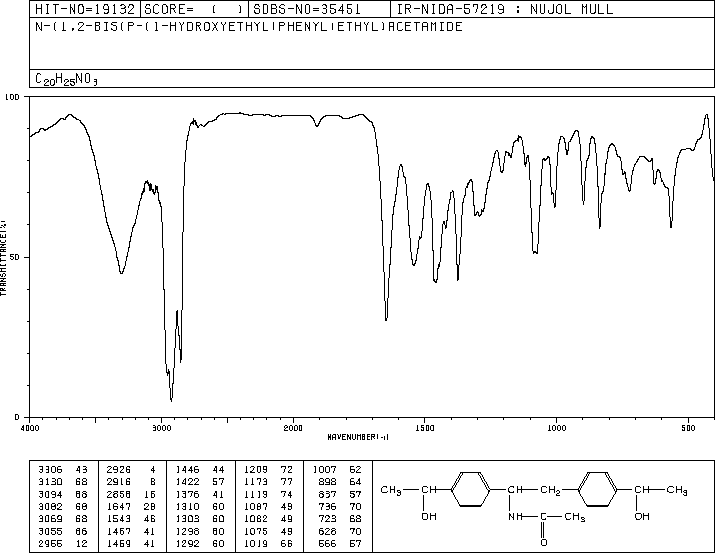 HIT-NO=19132 SCORE= ( ) SDBS-NO=35451 IR-NIDA-57219 : NUJOL MULL
N-(1,2-BIS(P-(1-HYDROXYETHYL)PHENYL)ETHYL)ACETAMIDE
C20H25NO3
100
50
0
TRANSMITTANCE(%)
4000 3000 2000 1500 1000 500
WAVENUMBER(-1)
3306 43 2926 4 1446 44 1209 72 1007 62
3130 68 2916 6 1422 57 1173 77 898 64
3094 68 2858 16 1376 41 1119 74 837 57
3082 68 1647 28 1310 60 1087 49 736 70
3069 68 1543 46 1303 60 1082 49 723 68
3055 66 1467 41 1298 60 1075 49 628 70
2955 12 1459 41 1292 60 1019 66 566 57
CH3 CH CH CH2 CH CH3
OH NH C CH3 OH
O